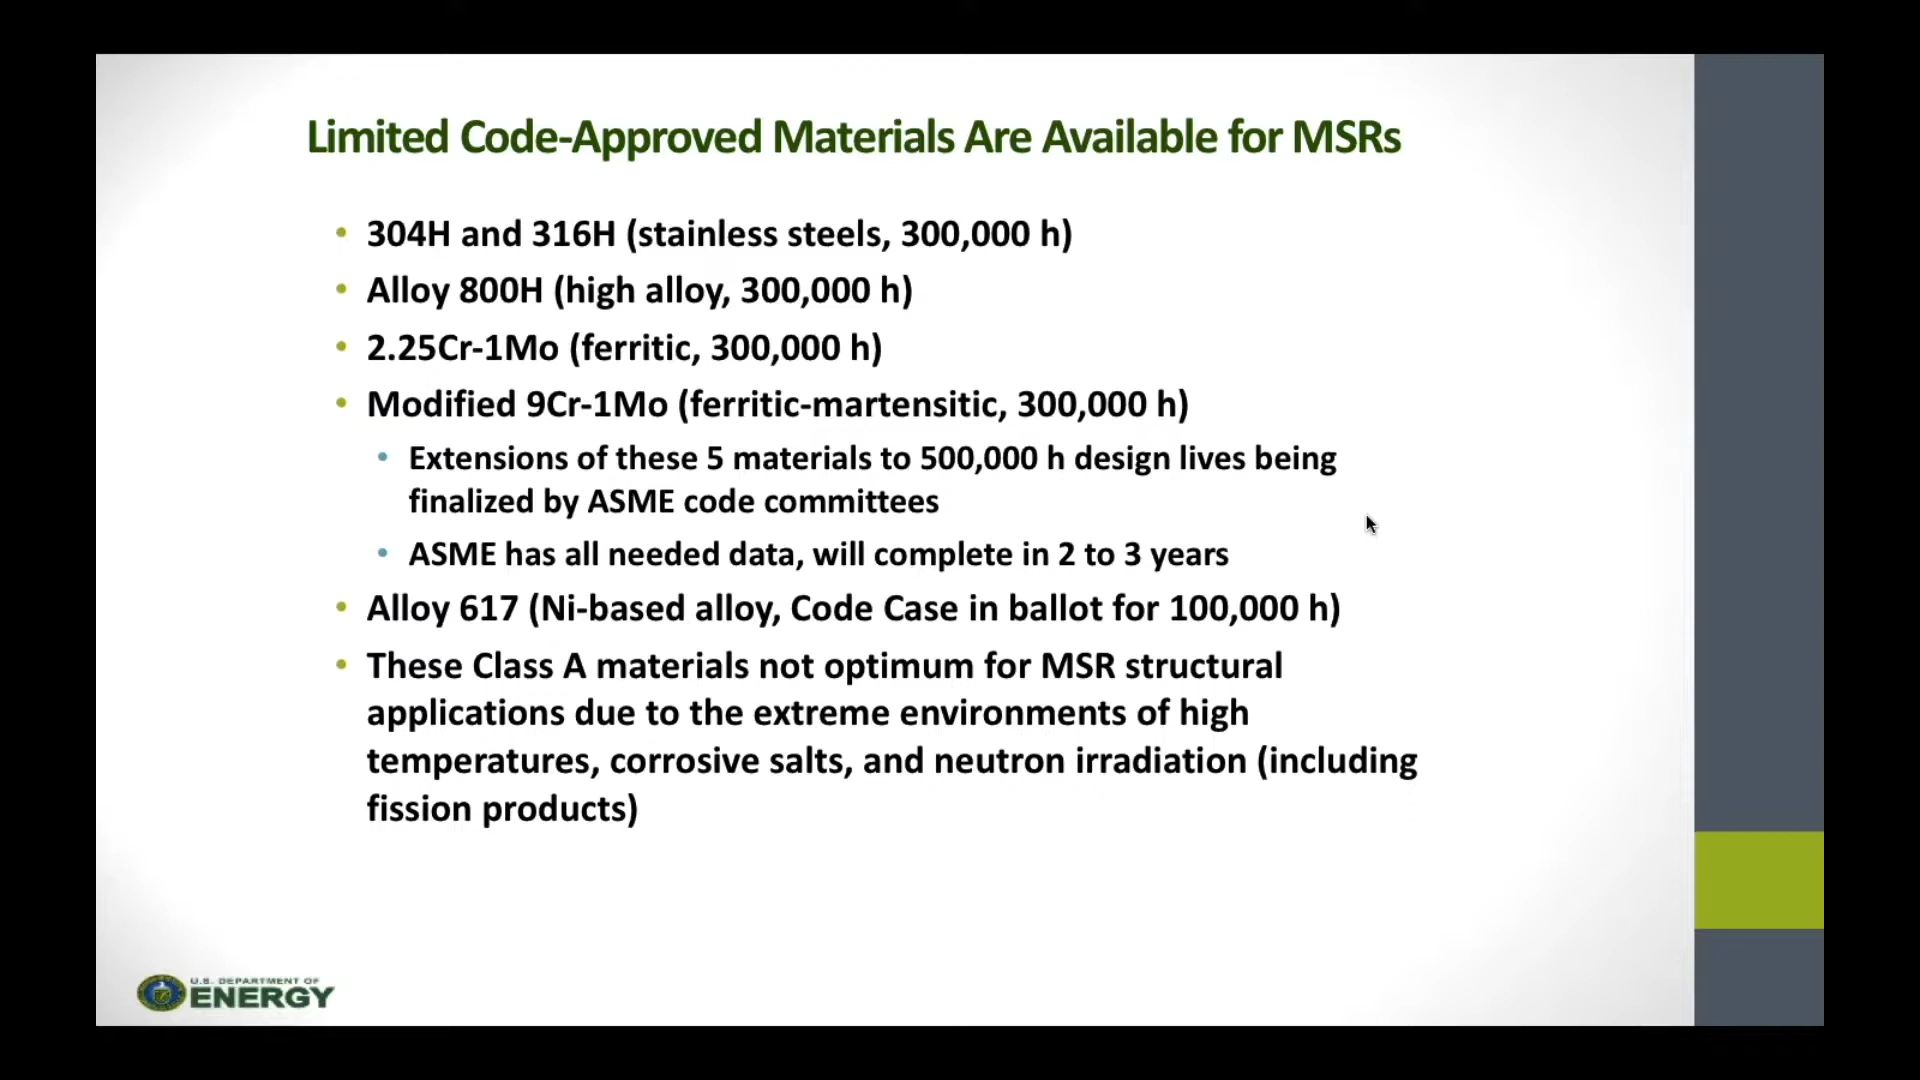 Limited Code-Approved Materials Are Available for MSRs
• 304H and 316H (stainless steels, 300,000 h)
• Alloy 800H (high alloy, 300,000 h)
• 2.25Cr-1Mo (ferritic, 300,000 h)
• Modified 9Cr-1Mo (ferritic-martensitic, 300,000 h)
• Extensions of these 5 materials to 500,000 h design lives being
finalized by ASME code committees
• ASME has all needed data, will complete in 2 to 3 years
• Alloy 617 (Ni-based alloy, Code Case in ballot for 100,000 h)
• These Class A materials not optimum for MSR structural
applications due to the extreme environments of high
temperatures, corrosive salts, and neutron irradiation (including
fission products)
U.S. DEPARTMENT OF
ENERGY